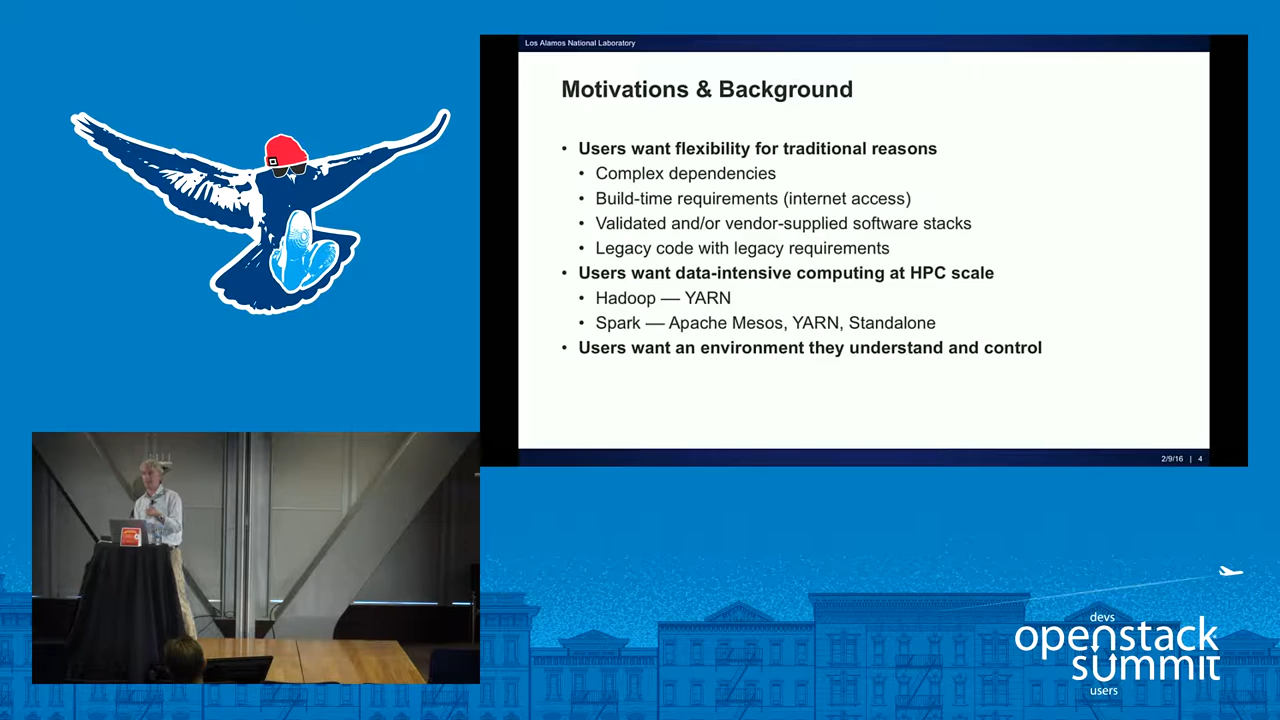 Los Alamos National Laboratory
Motivations & Background
• Users want flexibility for traditional reasons
• Complex dependencies
• Build-time requirements (internet access)
• Validated and/or vendor-supplied software stacks
• Legacy code with legacy requirements
• Users want data-intensive computing at HPC scale
• Hadoop — YARN
• Spark — Apache Mesos, YARN, Standalone
• Users want an environment they understand and control
2/9/16 | 4
devs
openstack
summit
users